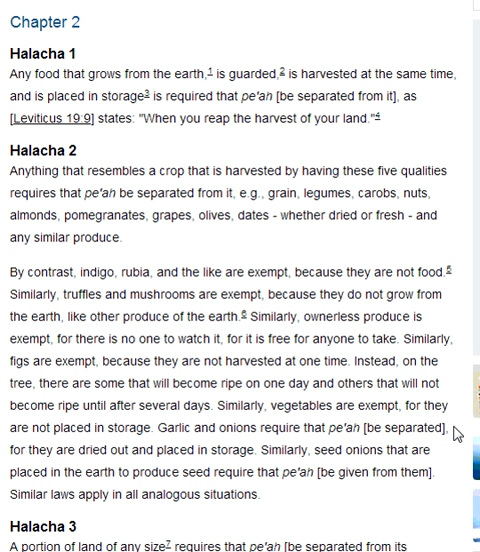 Chapter 2
Halacha 1
Any food that grows from the earth,1 is guarded,2 is harvested at the same time,
and is placed in storage3 is required that pe'ah [be separated from it], as
[Leviticus 19:9] states: "When you reap the harvest of your land."4
Halacha 2
Anything that resembles a crop that is harvested by having these five qualities
requires that pe'ah be separated from it, e.g., grain, legumes, carobs, nuts,
almonds, pomegranates, grapes, olives, dates - whether dried or fresh - and
any similar produce.
By contrast, indigo, rubia, and the like are exempt, because they are not food.5
Similarly, truffles and mushrooms are exempt, because they do not grow from
the earth, like other produce of the earth.6 Similarly, ownerless produce is
exempt, for there is no one to watch it, for it is free for anyone to take. Similarly,
figs are exempt, because they are not harvested at one time. Instead, on the
tree, there are some that will become ripe on one day and others that will not
become ripe until after several days. Similarly, vegetables are exempt, for they
are not placed in storage. Garlic and onions require that pe'ah [be separated],
for they are dried out and placed in storage. Similarly, seed onions that are
placed in the earth to produce seed require that pe'ah [be given from them].
Similar laws apply in all analogous situations.
Halacha 3
A portion of land of any size7 requires that pe'ah [be separated from its